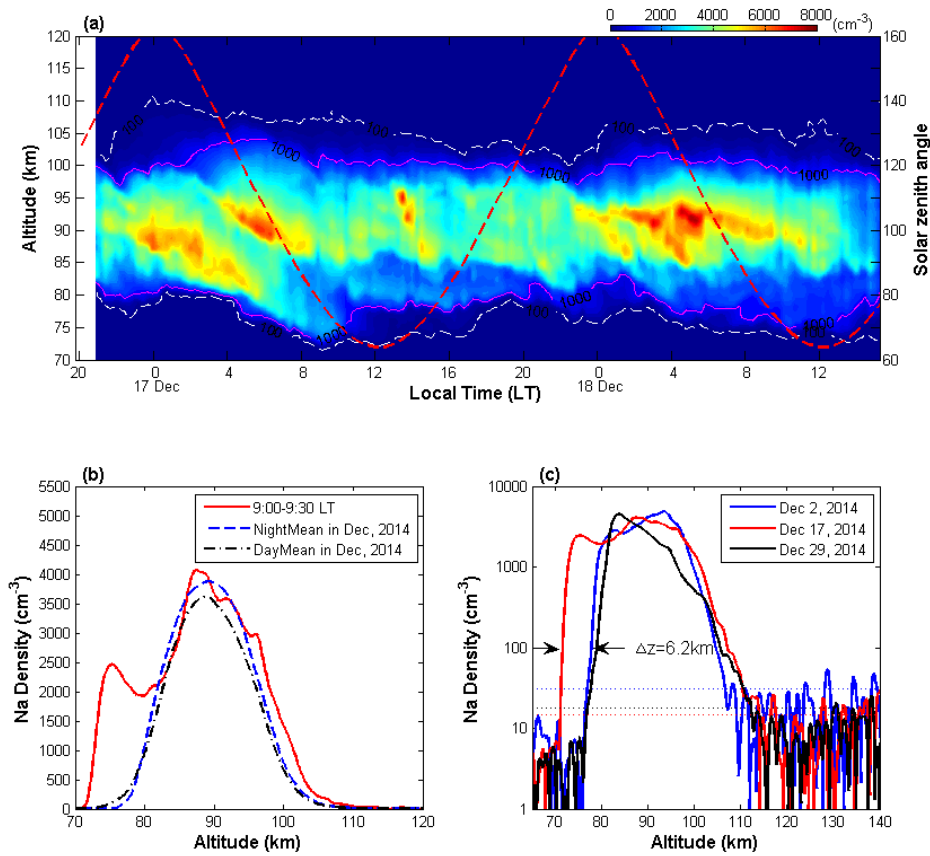 (a)
0 2000 4000 6000 8000 (cm-3)
120 115 110 105 100 95 90 85 80 75 70
Altitude (km)
160 140 120 100 80 60
Solar zenith angle
100 100 100 100
1000 1000 1000 1000 1000
20 0 4 8 12 16 20 0 4 8 12
17 Dec 18 Dec
Local Time (LT)
(b)
5500 5000 4500 4000 3500 3000 2500 2000 1500 1000 500 0
Na Density (cm-3)
9:00-9:30 LT
NightMean in Dec, 2014
DayMean in Dec, 2014
70 80 90 100 110 120
Altitude (km)
(c)
10000 1000 100 10 1
Na Density (cm-3)
Dec 2, 2014
Dec 17, 2014
Dec 29, 2014
Δz=6.2km
70 80 90 100 110 120 130 140
Altitude (km)